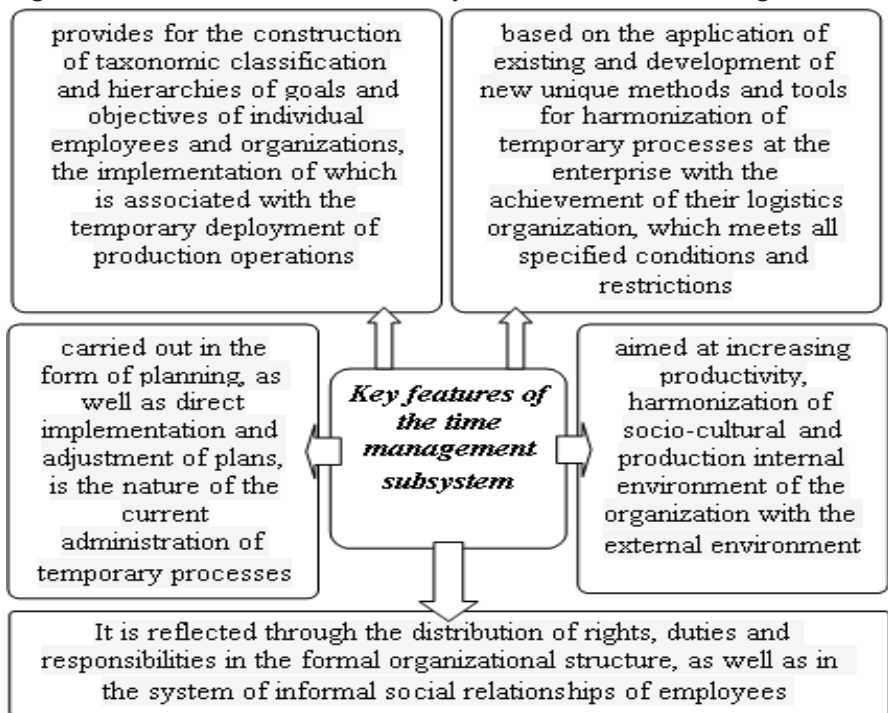 provides for the construction
of taxonomic classification
and hierarchies of goals and
objectives of individual
employees and organizations,
the implementation of which
is associated with the
temporary deployment of
production operations
based on the application of
existing and development of
new unique methods and tools
for harmonization of
temporary processes at the
enterprise with the
achievement of their logistics
organization, which meets all
specified conditions and
restrictions
carried out in the
form of planning, as
well as direct
implementation and
adjustment of plans,
is the nature of the
current
administration of
temporary processes
Key features of
the time
management
subsystem
aimed at increasing
productivity,
harmonization of
socio-cultural and
production internal
environment of the
organization with the
external environment
It is reflected through the distribution of rights, duties and
responsibilities in the formal organizational structure, as well as in
the system of informal social relationships of employees